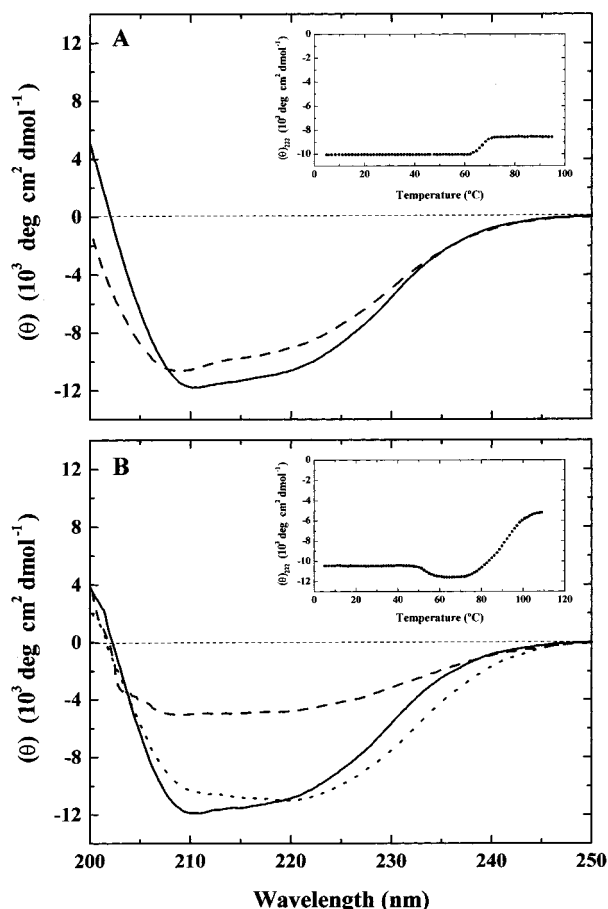 A
(θ) (10³ deg cm² dmol⁻¹)
12
8
4
0
-4
-8
-12
(θ)₂₂₂ (10³ deg cm² dmol⁻¹)
0
-2
-4
-6
-8
-10
0 20 40 60 80 100
Temperature (ºC)
B
(θ) (10³ deg cm² dmol⁻¹)
12
8
4
0
-4
-8
-12
(θ)₂₂₂ (10³ deg cm² dmol⁻¹)
0
-2
-4
-6
-8
-10
-12
0 20 40 60 80 100 120
Temperature (ºC)
200 210 220 230 240 250
Wavelength (nm)